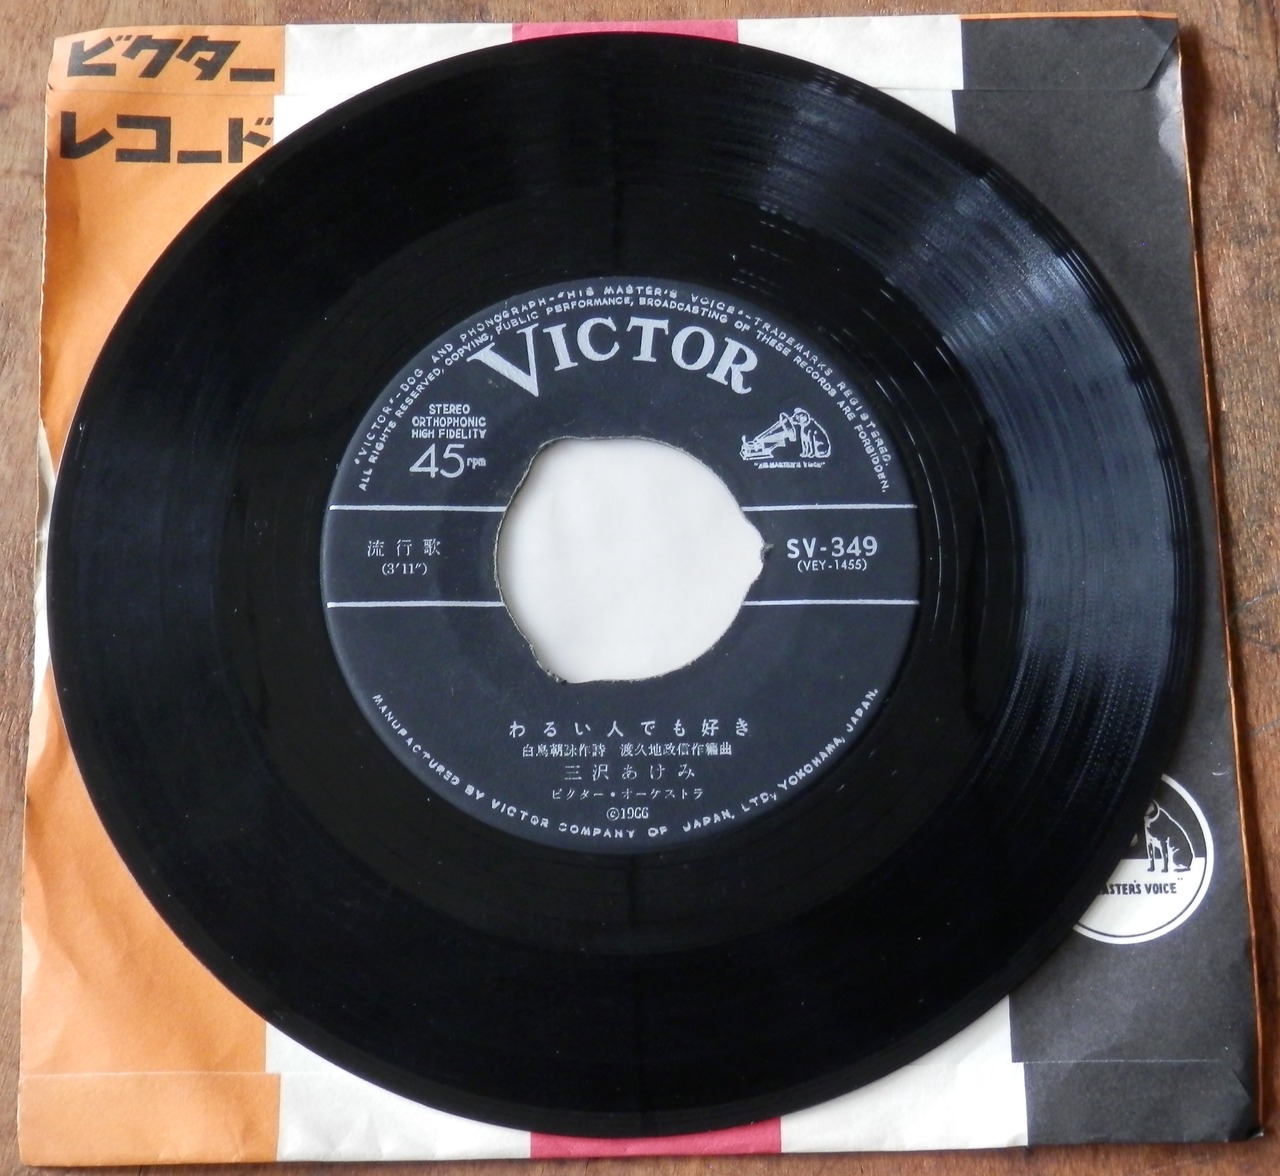 ビクター
レコード
"VICTOR"-DOG AND PHONOGRAPH-"HIS MASTER'S VOICE"-TRADEMARKS REGISTERED.
ALL RIGHTS RESERVED, COPYING, PUBLIC PERFORMANCE, BROADCASTING OF THESE RECORDS ARE FORBIDDEN.
VICTOR
STEREO
ORTHOPHONIC
HIGH FIDELITY
45rpm
"HIS MASTER'S VOICE"
流行歌
(3'11")
SV-349
(VEY-1455)
わるい人でも好き
白鳥朝詠作詩 渡久地政信作編曲
三沢あけみ
ビクター・オーケストラ
©1966
MANUFACTURED BY VICTOR COMPANY OF JAPAN, LTD., YOKOHAMA, JAPAN.
ASTER'S VOICE"